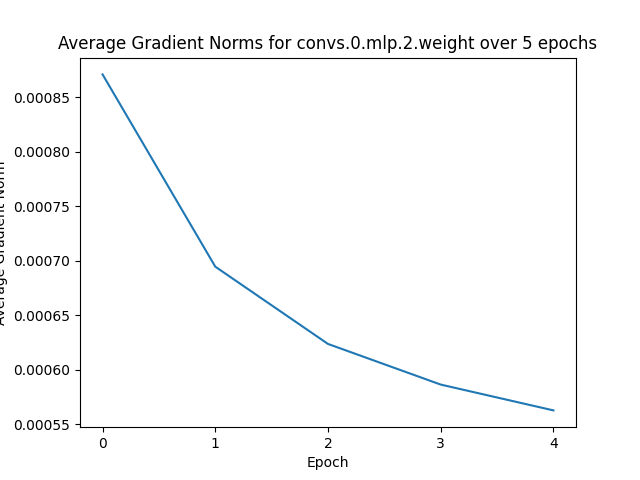 Average Gradient Norms for convs.0.mlp.2.weight over 5 epochs
0.00085
0.00080
0.00075
0.00070
0.00065
0.00060
0.00055
Average Gradient Norm
0 1 2 3 4
Epoch